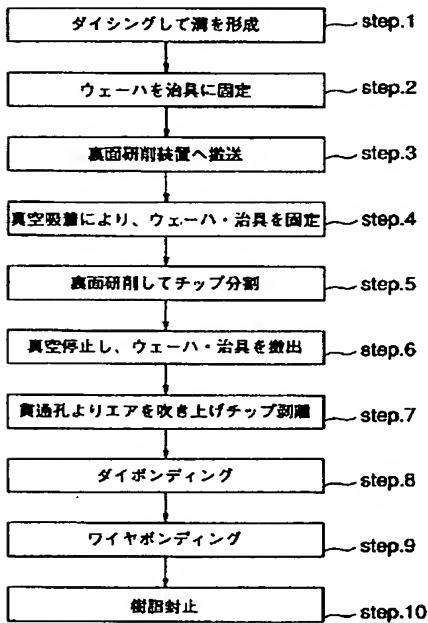 ダイシングして溝を形成 step.1
ウェーハを治具に固定 step.2
裏面研削装置へ搬送 step.3
真空吸着により、ウェーハ・治具を固定 step.4
裏面研削してチップ分割 step.5
真空停止し、ウェーハ・治具を搬出 step.6
貫通孔よりエアを吹き上げチップ剥離 step.7
ダイボンディング step.8
ワイヤボンディング step.9
樹脂封止 step.10